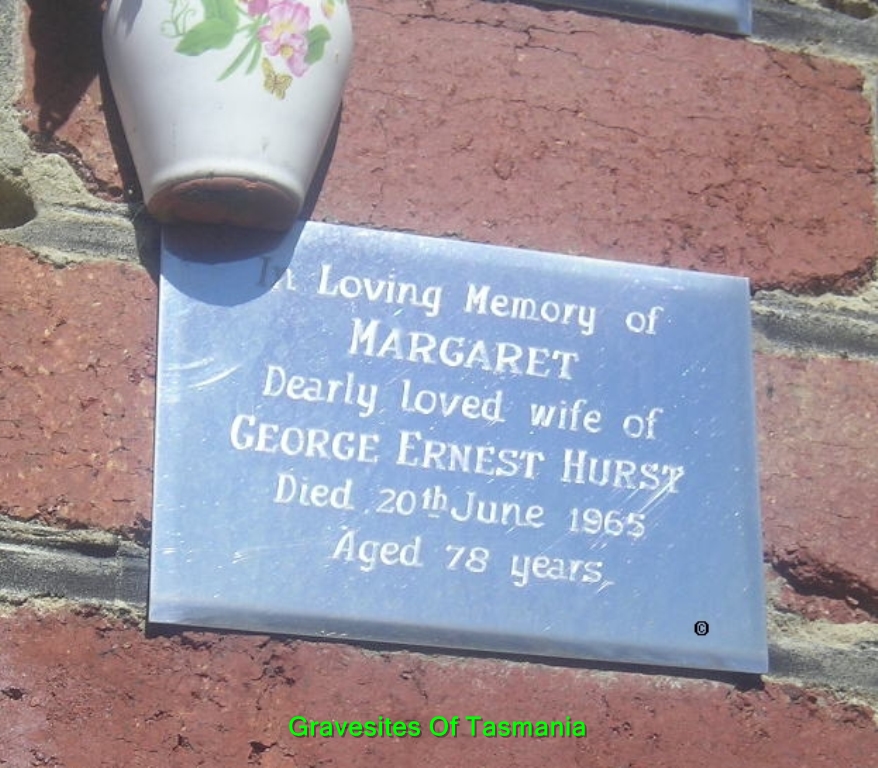 In Loving Memory of
MARGARET
Dearly loved wife of
GEORGE ERNEST HURST
Died 20th June 1965
Aged 78 years.
©
Gravesites Of Tasmania